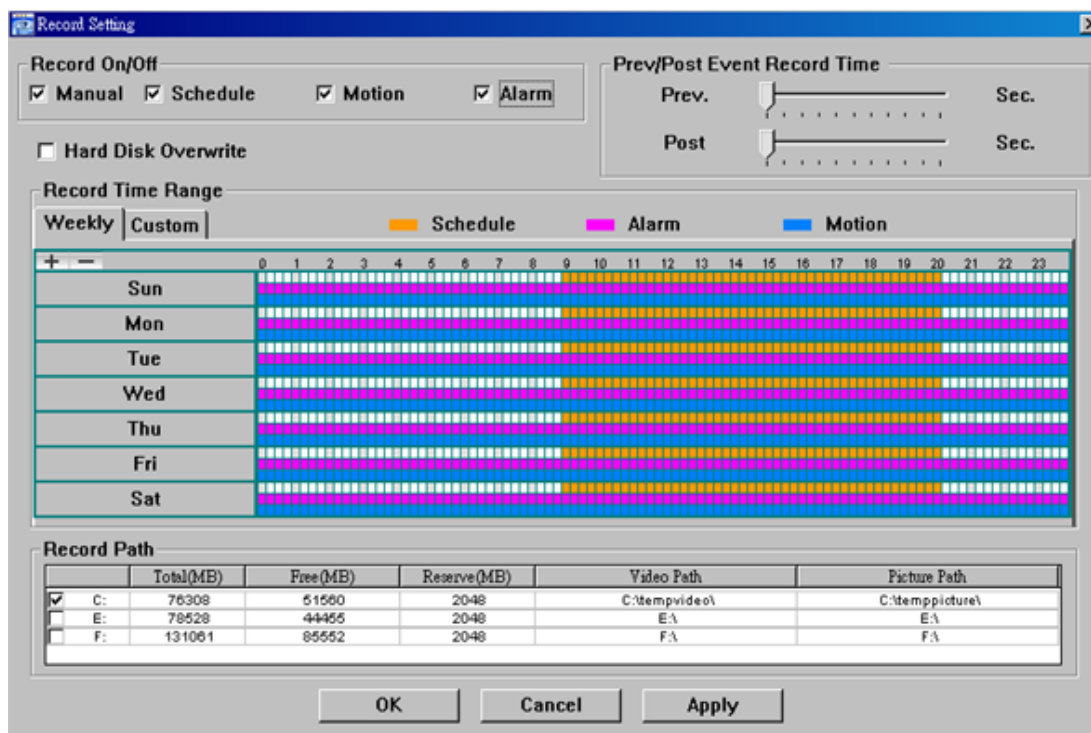 Record Setting
Record On/Off
Manual Schedule Motion Alarm
Prev/Post Event Record Time
Prev. Sec.
Post Sec.
Hard Disk Overwrite
Record Time Range
Weekly Custom
Schedule Alarm Motion
+ − 0 1 2 3 4 5 6 7 8 9 10 11 12 13 14 15 16 17 18 19 20 21 22 23
Sun
Mon
Tue
Wed
Thu
Fri
Sat
Record Path
Total(MB) Free(MB) Reserve(MB) Video Path Picture Path
C: 76308 51560 2048 C:\tempvideo\ C:\temppicture\
E: 78528 44455 2048 E:\ E:\
F: 131061 85552 2048 F:\ F:\
OK Cancel Apply